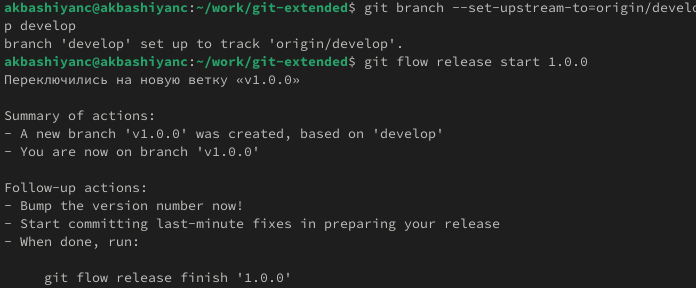 akbashiyanc@akbashiyanc:~/work/git-extended$ git branch --set-upstream-to=origin/develo
p develop
branch 'develop' set up to track 'origin/develop'.
akbashiyanc@akbashiyanc:~/work/git-extended$ git flow release start 1.0.0
Переключились на новую ветку «v1.0.0»

Summary of actions:
- A new branch 'v1.0.0' was created, based on 'develop'
- You are now on branch 'v1.0.0'

Follow-up actions:
- Bump the version number now!
- Start committing last-minute fixes in preparing your release
- When done, run:

     git flow release finish '1.0.0'